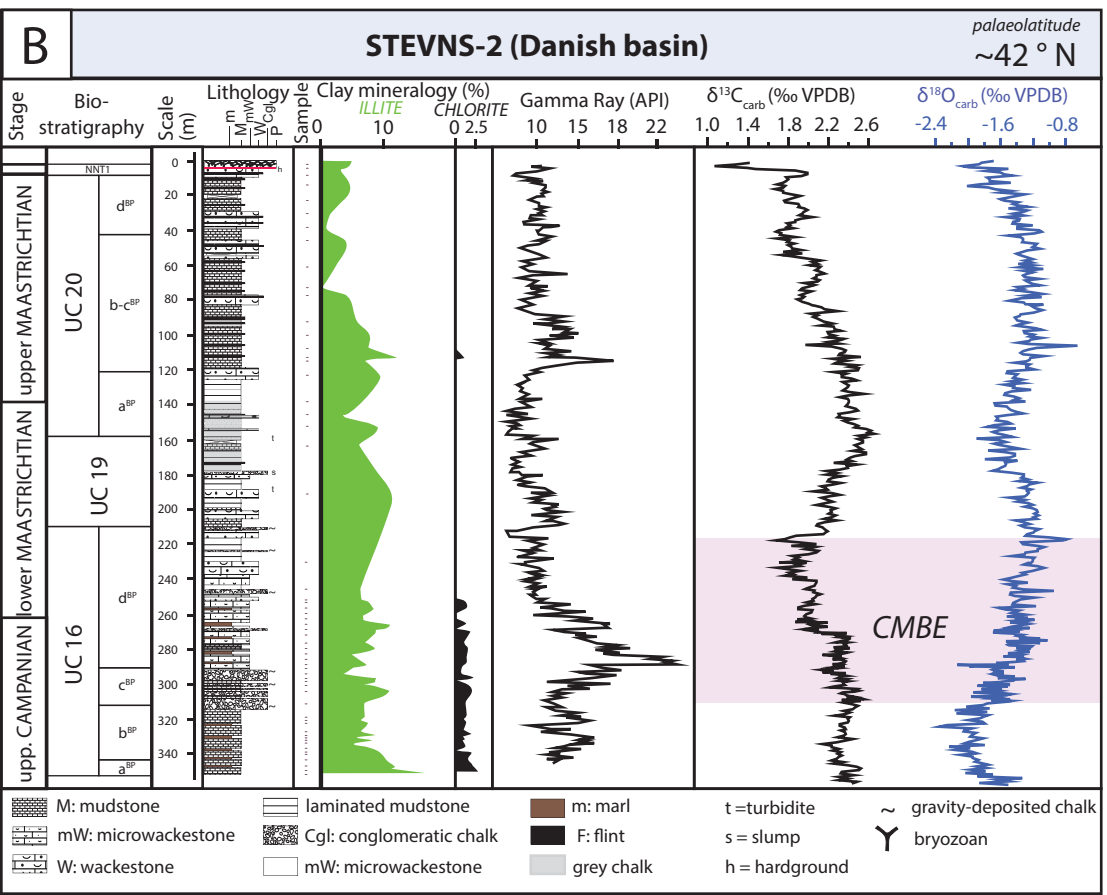 B
STEVNS-2 (Danish basin)
palaeolatitude
~42 ° N
Stage
Bio-
stratigraphy
Scale
(m)
Lithology
m
M
mW
W
Cgl
P
Sample
Clay mineralogy (%)
ILLITE
CHLORITE
0 10
0 2.5
Gamma Ray (API)
10 15 18 22
δ13Ccarb (‰ VPDB)
1.0 1.4 1.8 2.2 2.6
δ18Ocarb (‰ VPDB)
-2.4 -1.6 -0.8
upper MAASTRICHTIAN
lower MAASTRICHTIAN
upp. CAMPANIAN
NNT1
UC 20
dBP
b-cBP
aBP
UC 19
UC 16
dBP
cBP
bBP
aBP
0
20
40
60
80
100
120
140
160
180
200
220
240
260
280
300
320
340
h
t
s
t
~
~
~
~
~
~
CMBE
M: mudstone
mW: microwackestone
W: wackestone
laminated mudstone
Cgl: conglomeratic chalk
mW: microwackestone
m: marl
F: flint
grey chalk
t =turbidite
s = slump
h = hardground
~ gravity-deposited chalk
bryozoan